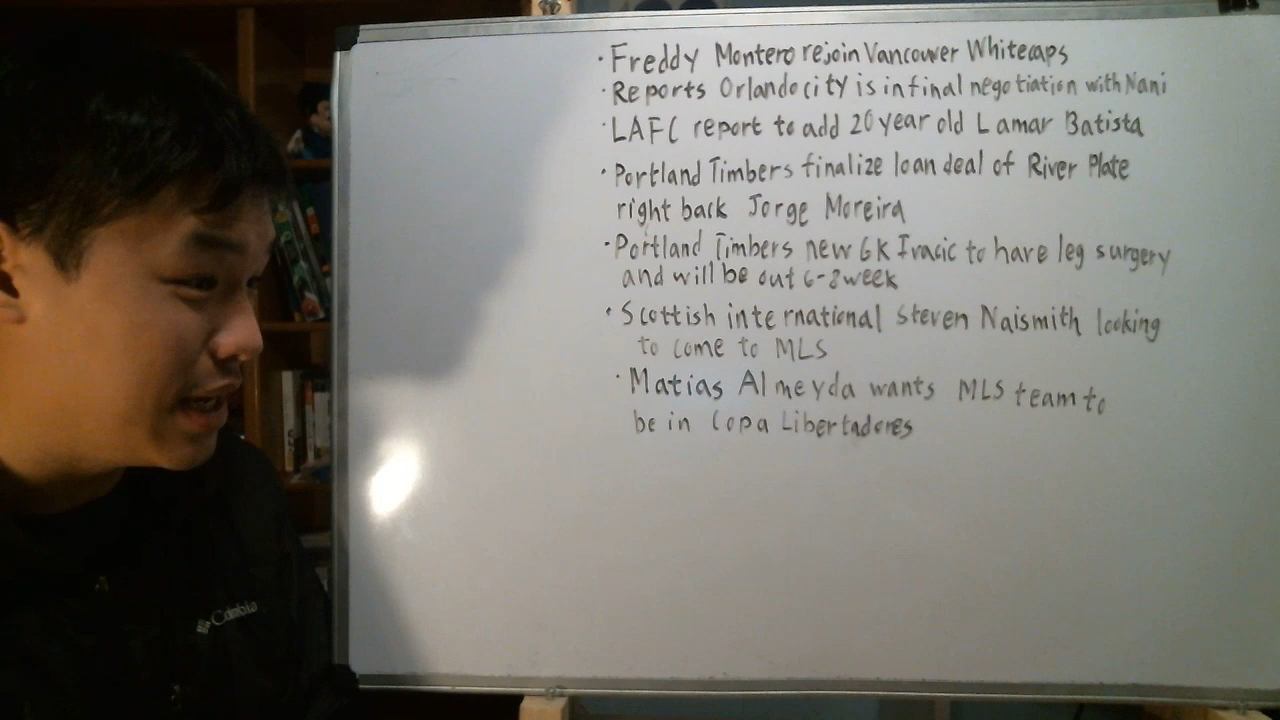 · Freddy Montero rejoin Vancouver Whitecaps
· Reports Orlando city is in final negotiation with Nani
· LAFC report to add 20 year old Lamar Batista
· Portland Timbers finalize loan deal of River Plate
right back Jorge Moreira
· Portland Timbers new GK Ivacic to have leg surgery
and will be out 6-8 week
· Scottish international Steven Naismith looking
to come to MLS
· Matias Almeyda wants MLS team to
be in Copa Libertadores
Columbia